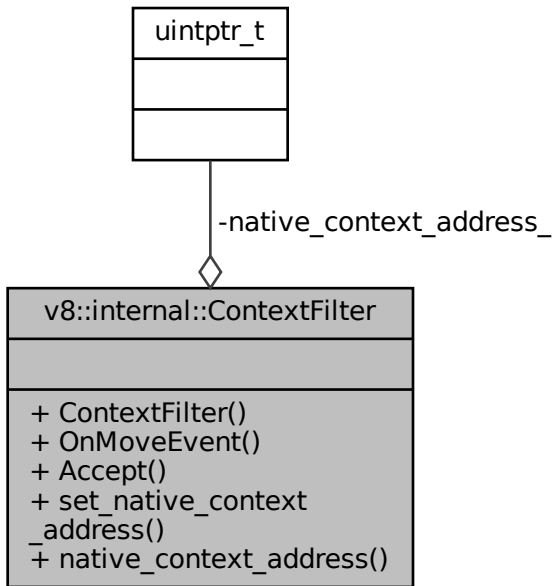 uintptr_t
-native_context_address_
v8::internal::ContextFilter
+ ContextFilter()
+ OnMoveEvent()
+ Accept()
+ set_native_context
_address()
+ native_context_address()